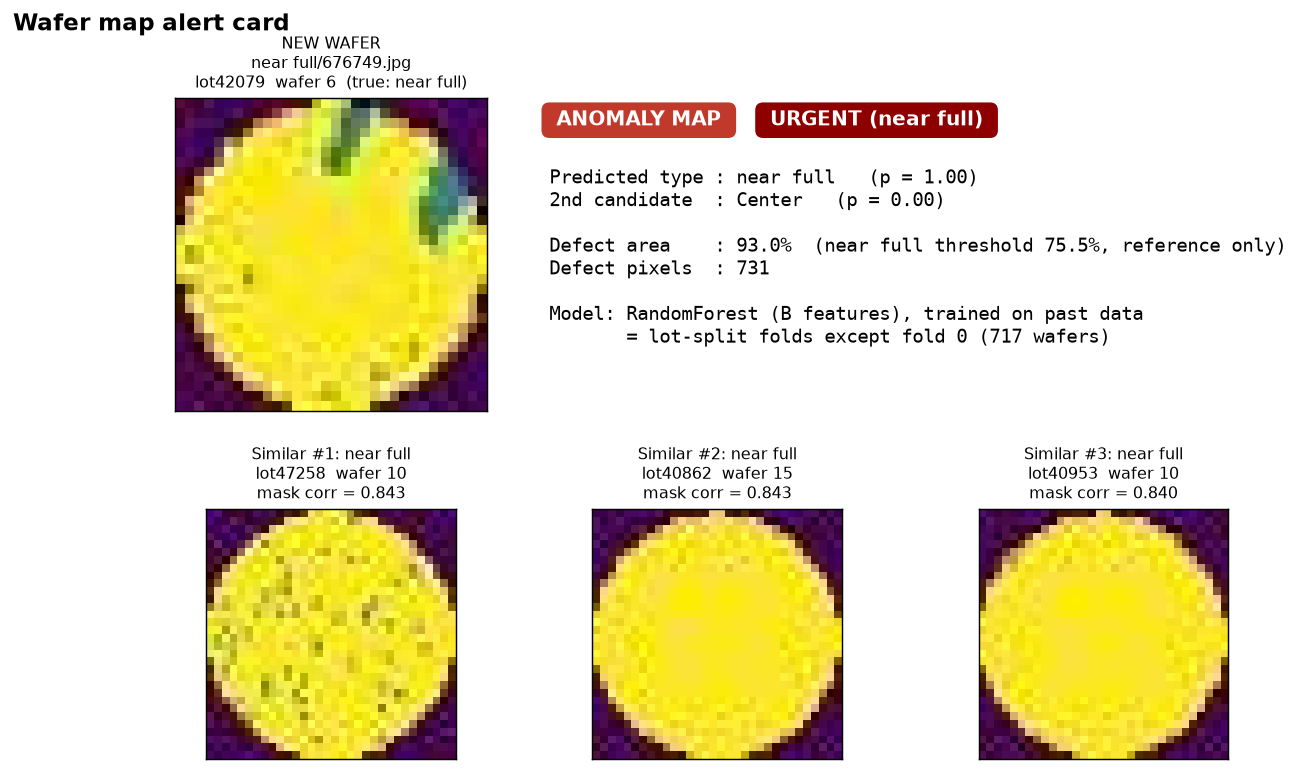 Wafer map alert card
NEW WAFER
near full/676749.jpg
lot42079  wafer 6  (true: near full)
ANOMALY MAP
URGENT (near full)
Predicted type : near full   (p = 1.00)
2nd candidate  : Center   (p = 0.00)
Defect area    : 93.0%  (near full threshold 75.5%, reference only)
Defect pixels  : 731
Model: RandomForest (B features), trained on past data
= lot-split folds except fold 0 (717 wafers)
Similar #1: near full
lot47258  wafer 10
mask corr = 0.843
Similar #2: near full
lot40862  wafer 15
mask corr = 0.843
Similar #3: near full
lot40953  wafer 10
mask corr = 0.840